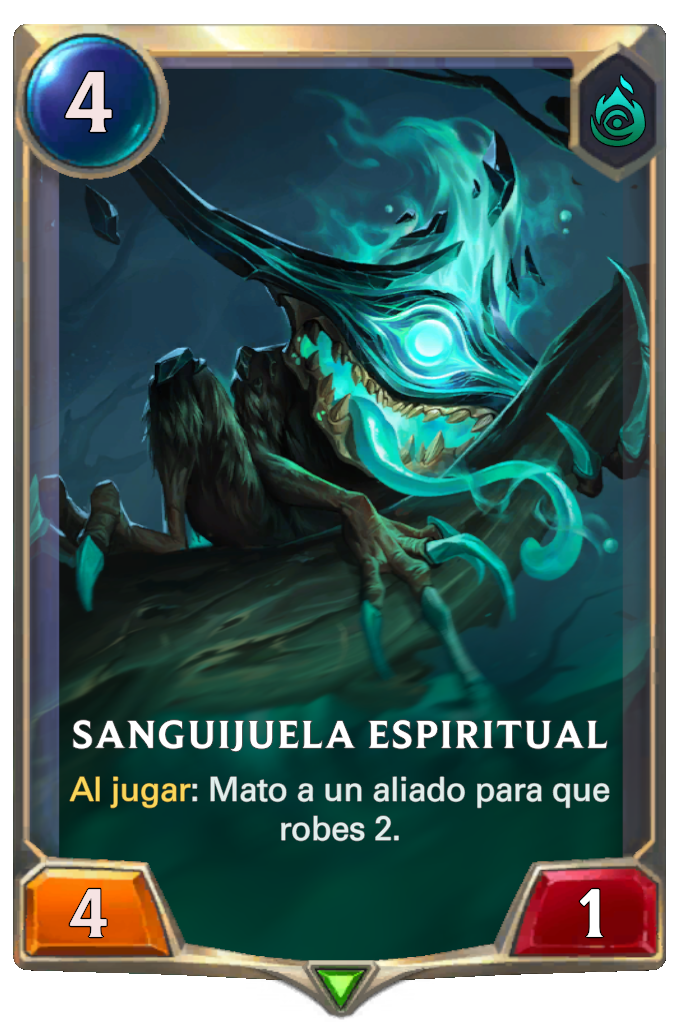 4
SANGUIJUELA ESPIRITUAL
Al jugar: Mato a un aliado para que
robes 2.
4
1